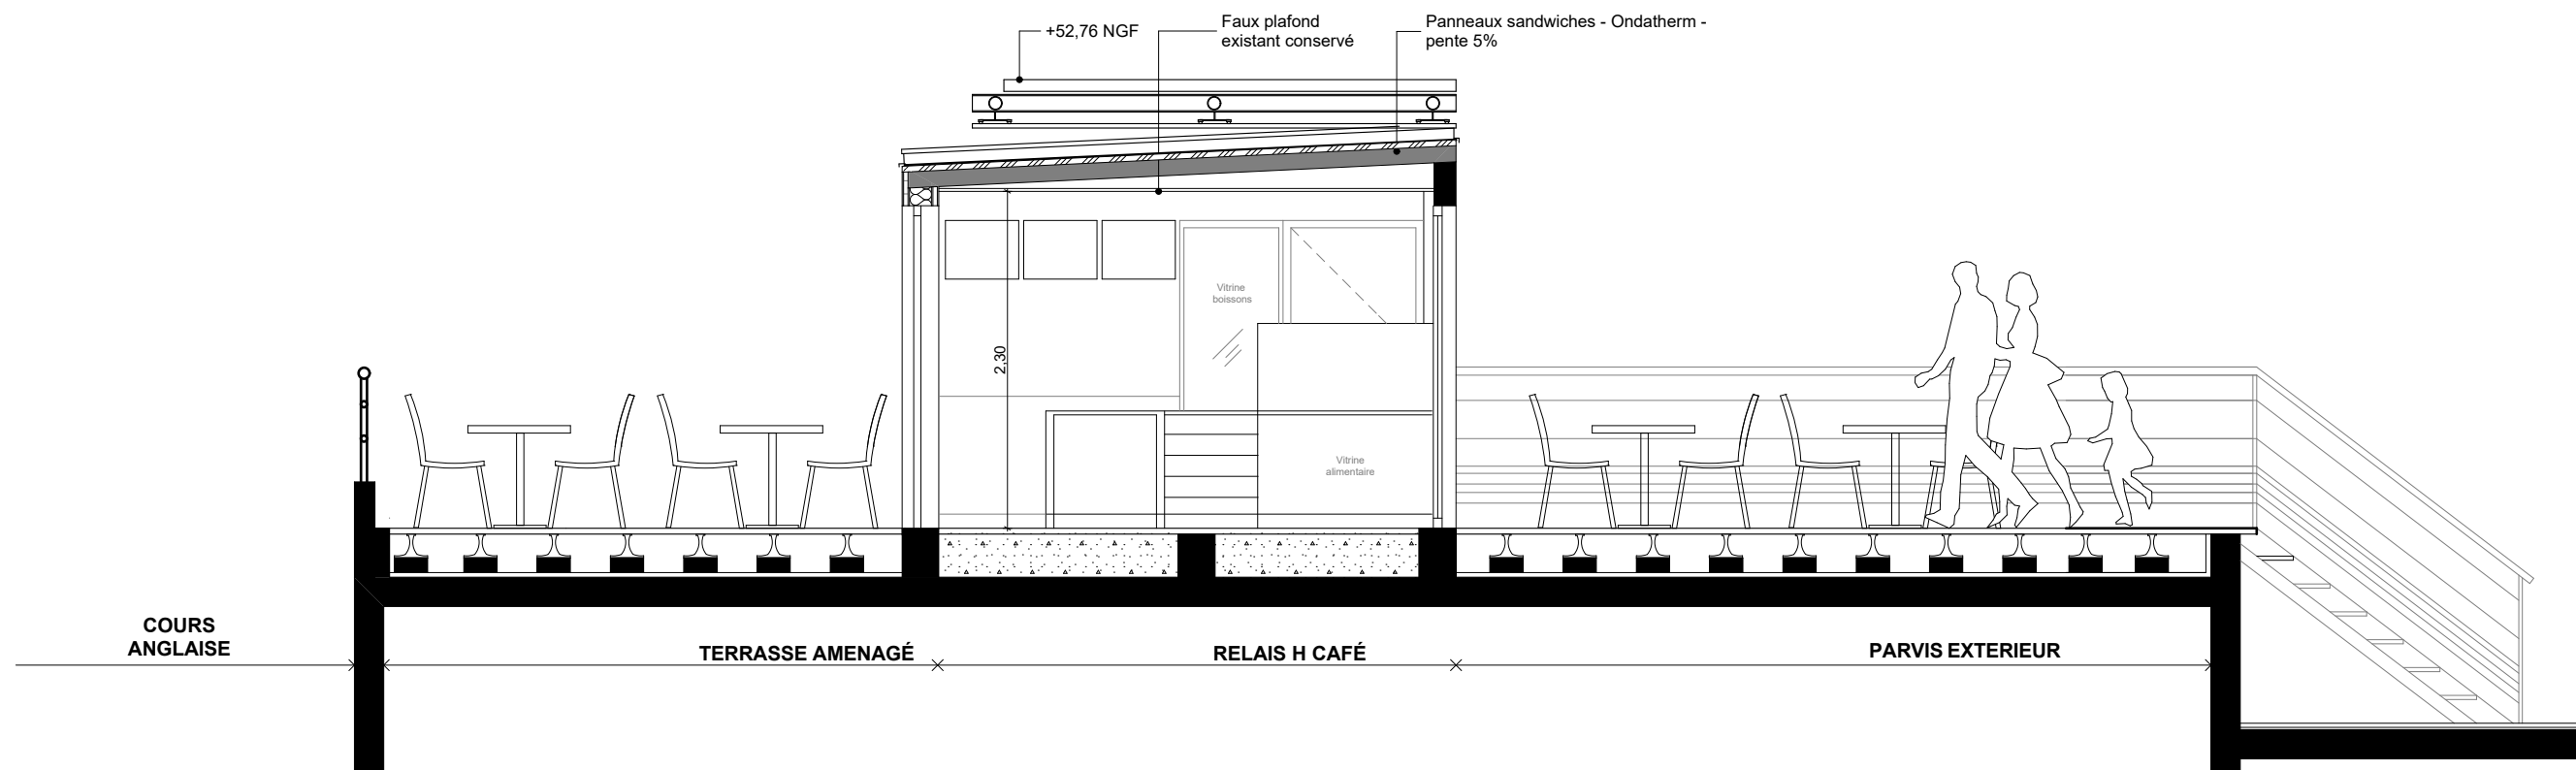 +52,76 NGF
Faux plafond
existant conservé
Panneaux sandwiches - Ondatherm -
pente 5%
Vitrine
boissons
2,30
Vitrine
alimentaire
COURS
ANGLAISE
TERRASSE AMENAGÉ
RELAIS H CAFÉ
PARVIS EXTERIEUR